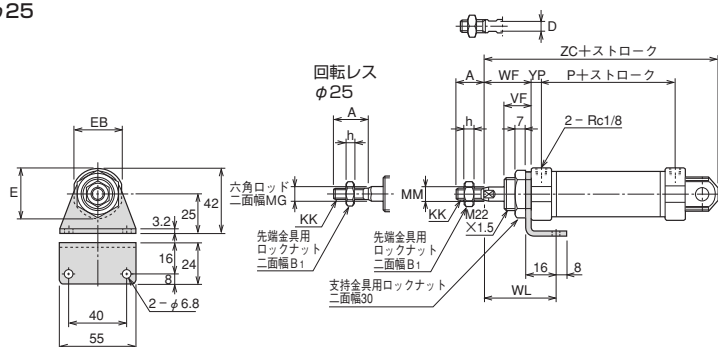 φ25
D
ZC＋ストローク
A
WF
YP
P＋ストローク
VF
h
7
2－Rc1/8
回転レス
φ25
A
h
EB
E
42
25
3.2
16
24
8
2－φ6.8
40
55
六角ロッド
二面幅MG
KK
先端金具用
ロックナット
二面幅B1
MM
KK
M22
×1.5
先端金具用
ロックナット
二面幅B1
支持金具用ロックナット
二面幅30
16
8
WL